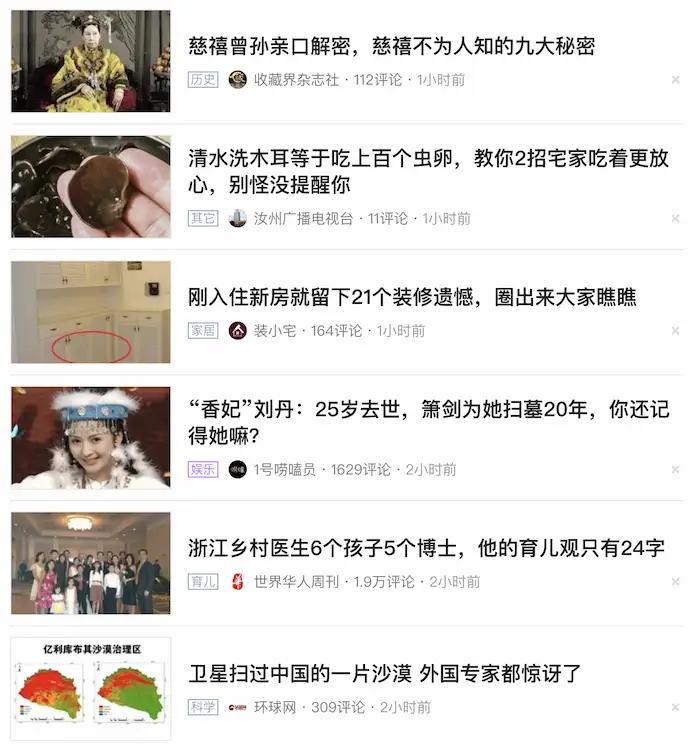 慈禧曾孙亲口解密，慈禧不为人知的九大秘密
历史 收藏界杂志社 · 112评论 · 1小时前
清水洗木耳等于吃上百个虫卵，教你2招宅家吃着更放
心，别怪没提醒你
其它 汝州广播电视台 · 11评论 · 1小时前
刚入住新房就留下21个装修遗憾，圈出来大家瞧瞧
家居 装小宅 · 164评论 · 1小时前
“香妃”刘丹：25岁去世，箫剑为她扫墓20年，你还记
得她嘛?
娱乐 1号唠嗑员 · 1629评论 · 2小时前
浙江乡村医生6个孩子5个博士，他的育儿观只有24字
育儿 世界华人周刊 · 1.9万评论 · 2小时前
亿利库布其沙漠治理区
卫星扫过中国的一片沙漠 外国专家都惊讶了
科学 环球网 · 309评论 · 2小时前